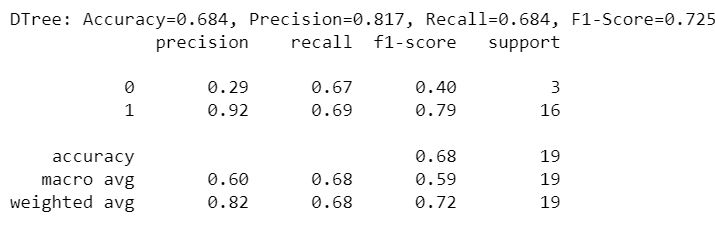 DTree: Accuracy=0.684, Precision=0.817, Recall=0.684, F1-Score=0.725
precision recall f1-score support
0 0.29 0.67 0.40 3
1 0.92 0.69 0.79 16
accuracy 0.68 19
macro avg 0.60 0.68 0.59 19
weighted avg 0.82 0.68 0.72 19